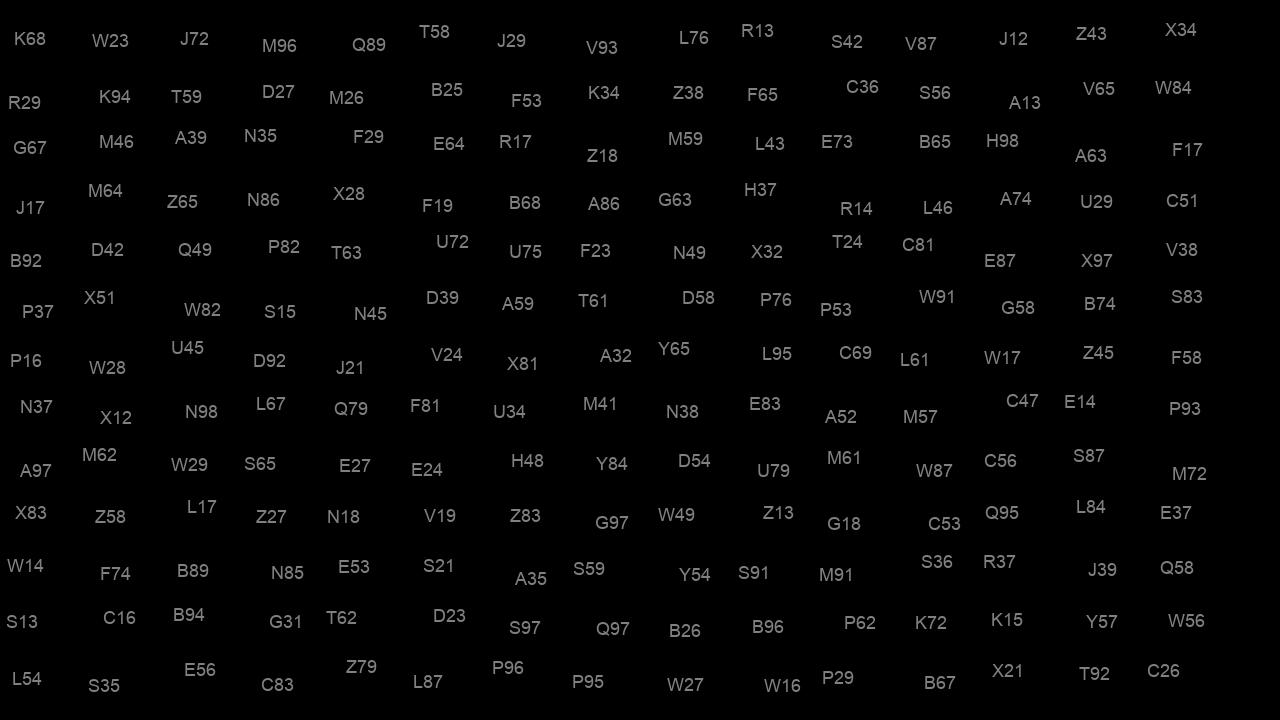 K68 W23 J72 M96 Q89 T58 J29 V93 L76 R13 S42 V87 J12 Z43 X34
R29 K94 T59 D27 M26 B25 F53 K34 Z38 F65 C36 S56 A13 V65 W84
G67 M46 A39 N35 F29 E64 R17 Z18 M59 L43 E73 B65 H98 A63 F17
J17 M64 Z65 N86 X28 F19 B68 A86 G63 H37 R14 L46 A74 U29 C51
B92 D42 Q49 P82 T63 U72 U75 F23 N49 X32 T24 C81 E87 X97 V38
P37 X51 W82 S15 N45 D39 A59 T61 D58 P76 P53 W91 G58 B74 S83
P16 W28 U45 D92 J21 V24 X81 A32 Y65 L95 C69 L61 W17 Z45 F58
N37 X12 N98 L67 Q79 F81 U34 M41 N38 E83 A52 M57 C47 E14 P93
A97 M62 W29 S65 E27 E24 H48 Y84 D54 U79 M61 W87 C56 S87 M72
X83 Z58 L17 Z27 N18 V19 Z83 G97 W49 Z13 G18 C53 Q95 L84 E37
W14 F74 B89 N85 E53 S21 A35 S59 Y54 S91 M91 S36 R37 J39 Q58
S13 C16 B94 G31 T62 D23 S97 Q97 B26 B96 P62 K72 K15 Y57 W56
L54 S35 E56 C83 Z79 L87 P96 P95 W27 W16 P29 B67 X21 T92 C26